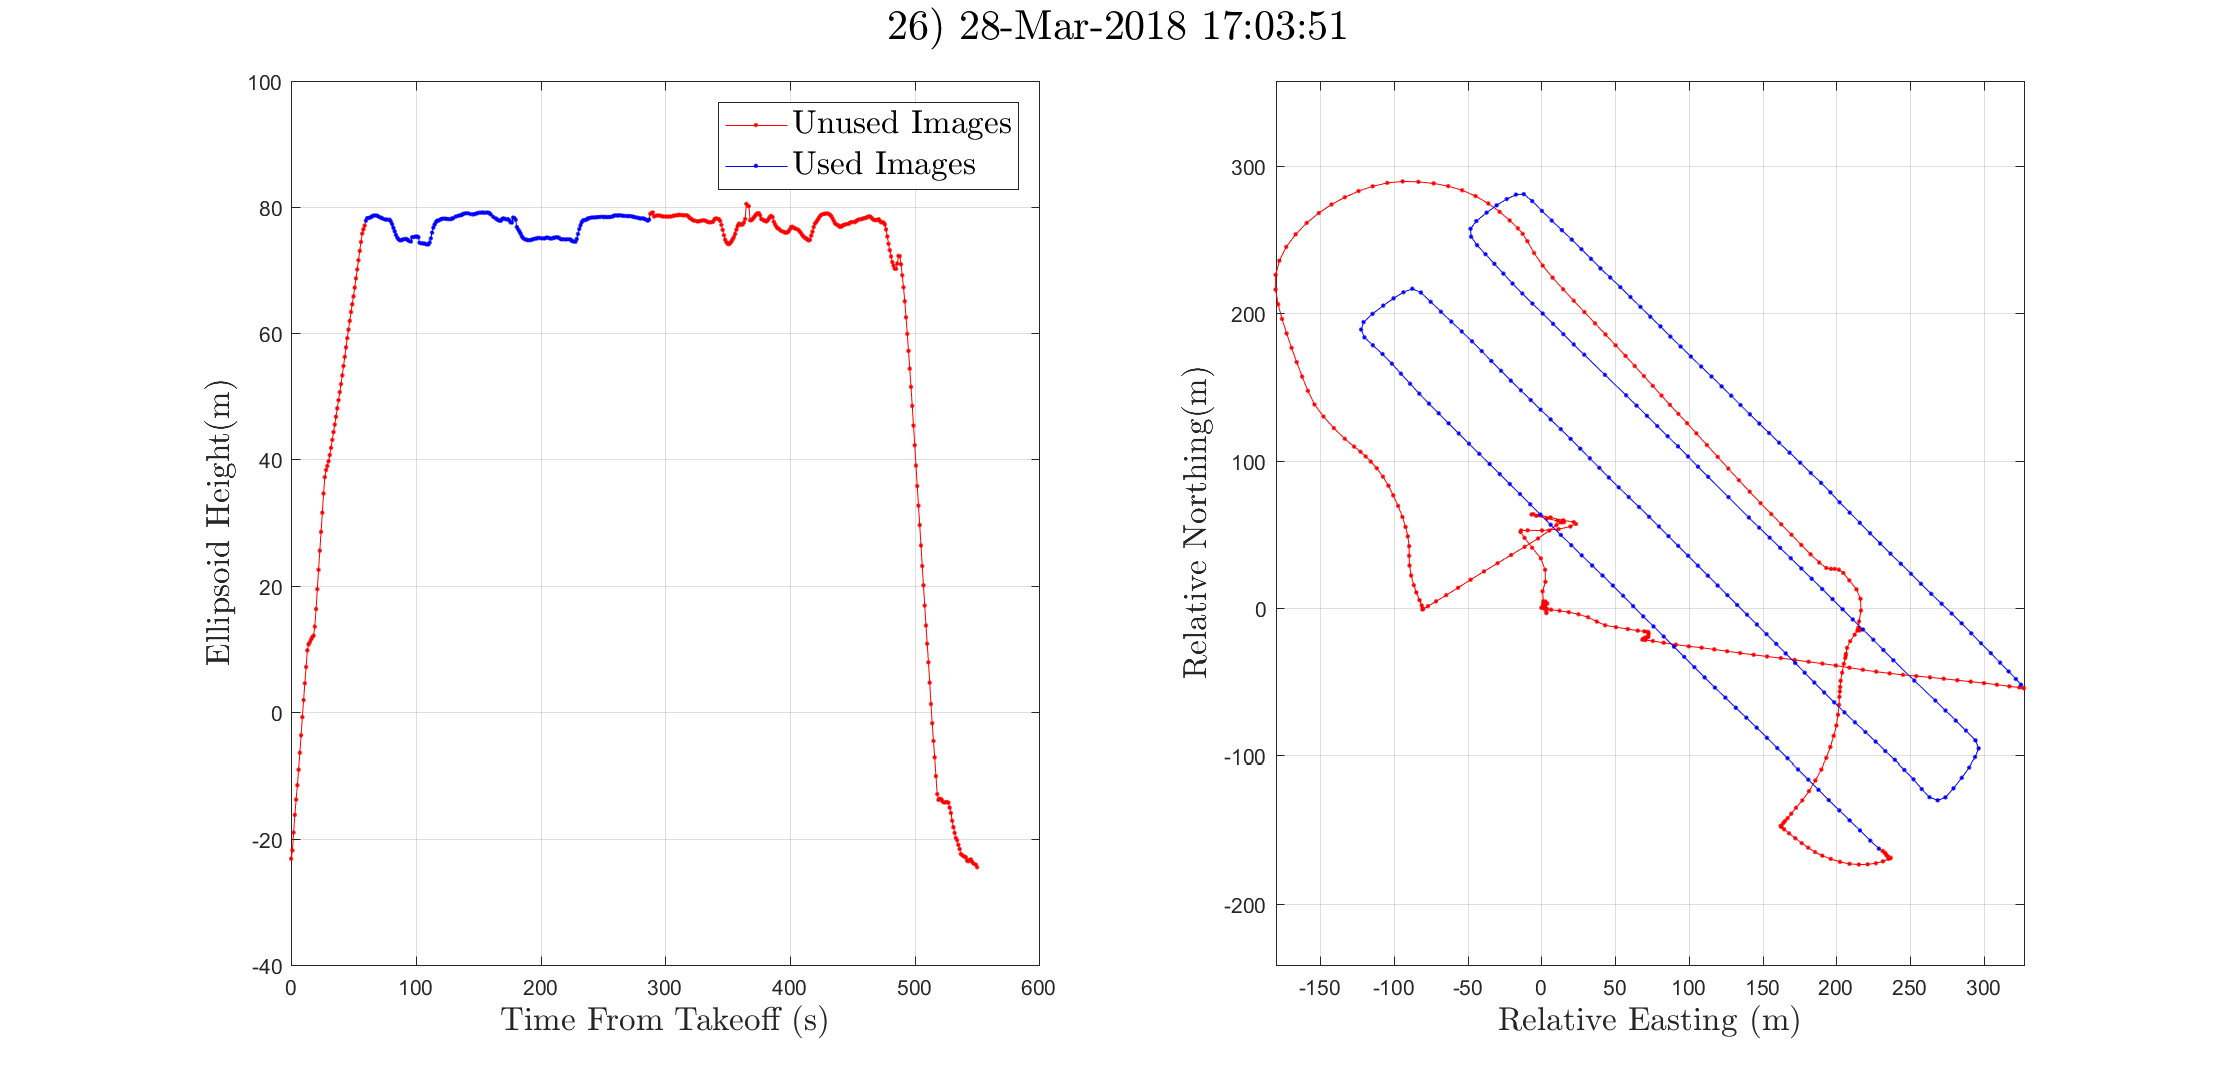 26) 28-Mar-2018 17:03:51
100
80
60
40
20
0
-20
-40
Ellipsoid Height(m)
0 100 200 300 400 500 600
Time From Takeoff (s)
Unused Images
Used Images
300
200
100
0
-100
-200
Relative Northing(m)
-150 -100 -50 0 50 100 150 200 250 300
Relative Easting (m)